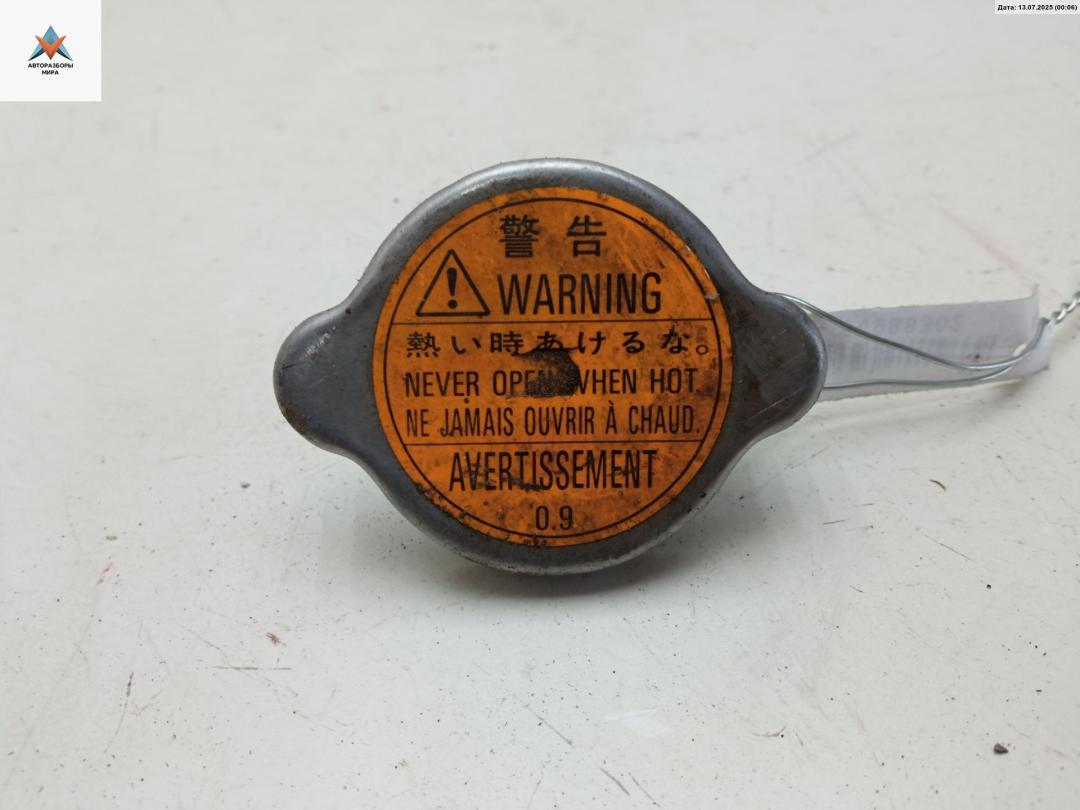 Дата: 13.07.2025 (00:06)
АВТОРАЗБОРЫ
МИРА
警告
! WARNING
熱い時あけるな。
NEVER OPEN WHEN HOT.
NE JAMAIS OUVRIR À CHAUD.
AVERTISSEMENT
0.9